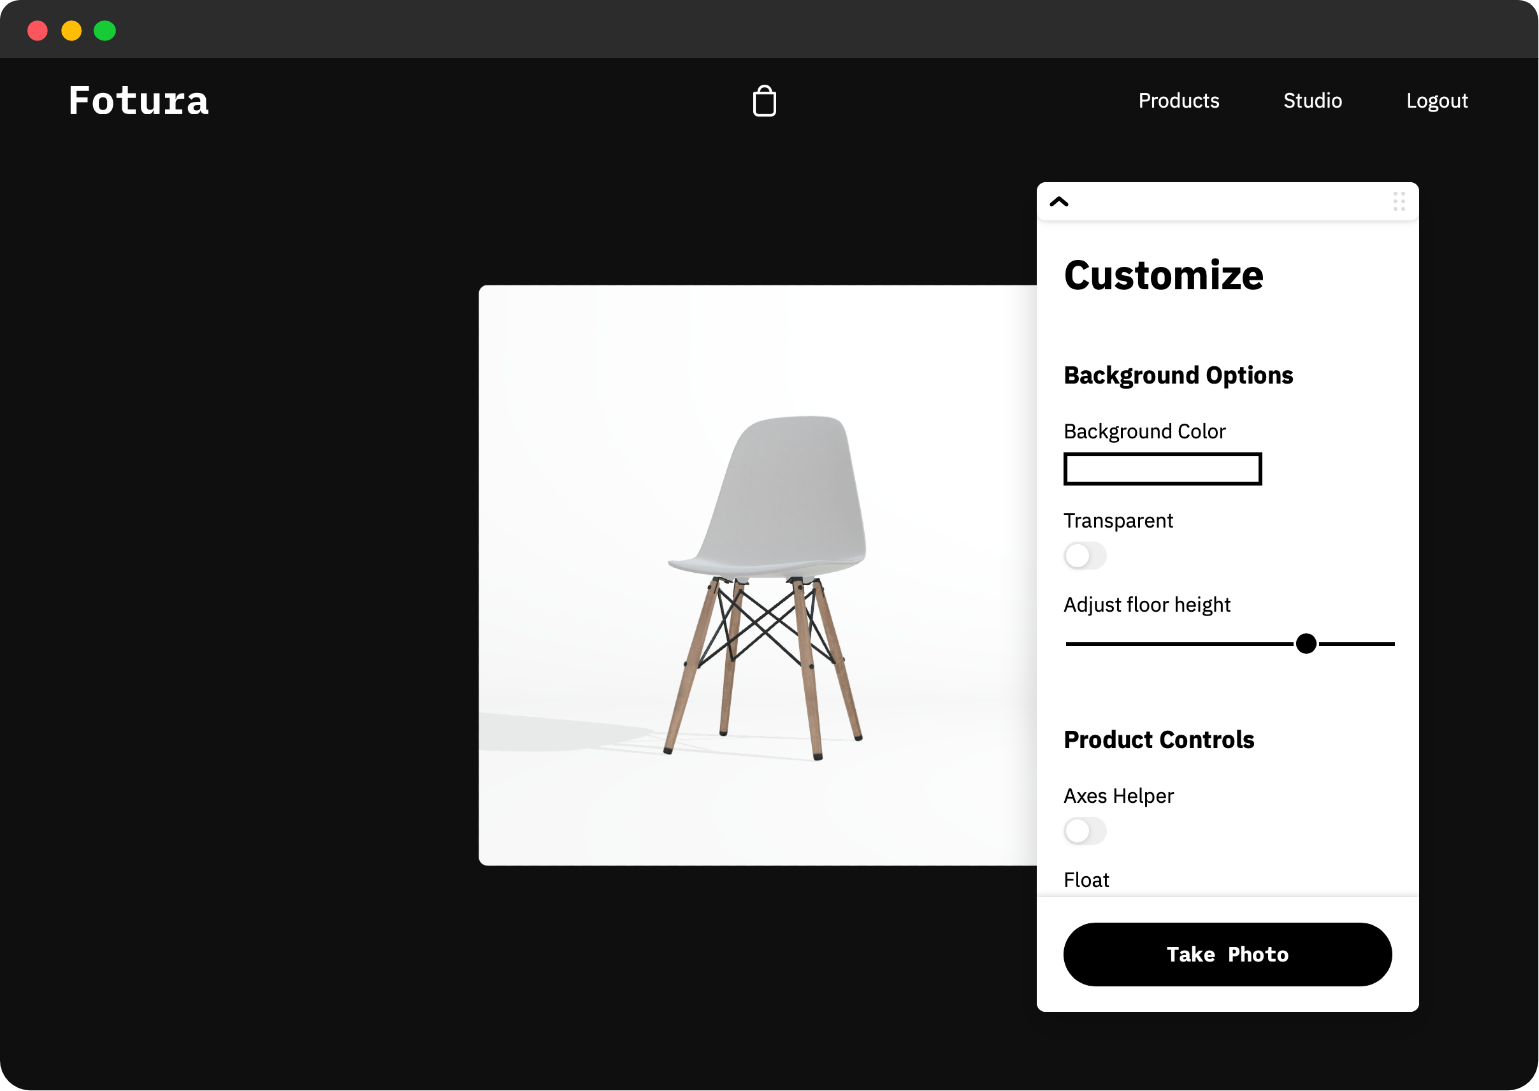 Fotura
Products Studio Logout
Customize
Background Options
Background Color
Transparent
Adjust floor height
Product Controls
Axes Helper
Float
Take Photo